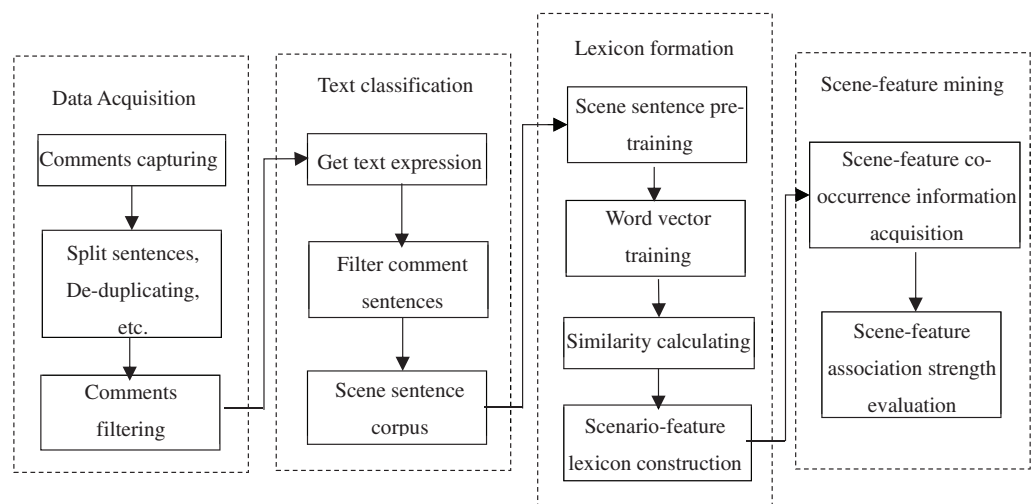 Data Acquisition
Comments capturing
Split sentences,
De-duplicating,
etc.
Comments
filtering
Text classification
Get text expression
Filter comment
sentences
Scene sentence
corpus
Lexicon formation
Scene sentence pre-
training
Word vector
training
Similarity calculating
Scenario-feature
lexicon construction
Scene-feature mining
Scene-feature co-
occurrence information
acquisition
Scene-feature
association strength
evaluation